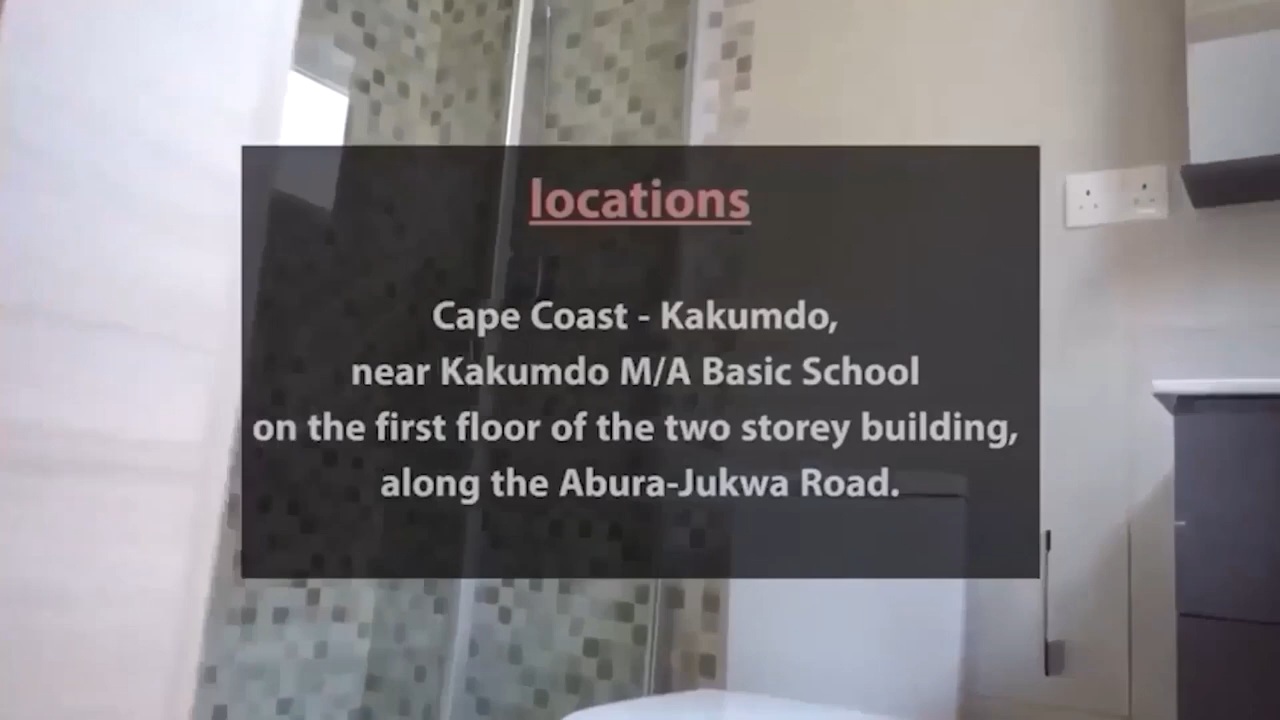 locations
Cape Coast - Kakumdo,
near Kakumdo M/A Basic School
on the first floor of the two storey building,
along the Abura-Jukwa Road.